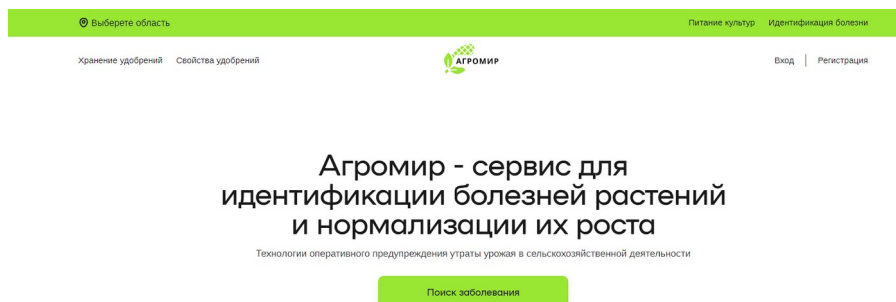 Выберете область
Питание культур
Идентификация болезни
Хранение удобрений
Свойства удобрений
АГРОМИР
Вход
Регистрация
Агромир - сервис для
идентификации болезней растений
и нормализации их роста
Технологии оперативного предупреждения утраты урожая в сельскохозяйственной деятельности
Поиск заболевания